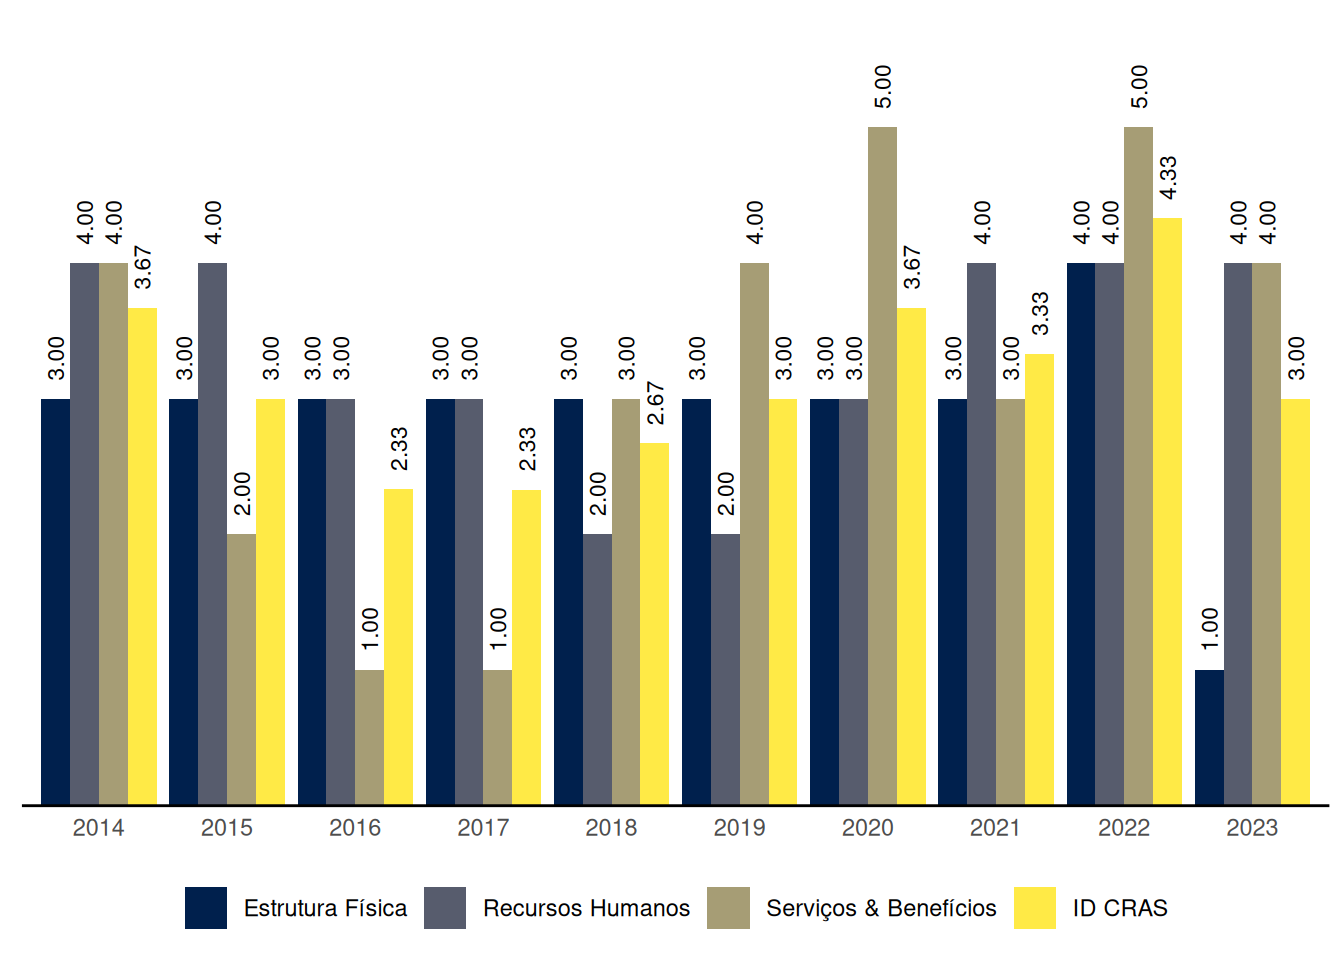 3.00 4.00 4.00 3.67
3.00 4.00 2.00 3.00
3.00 3.00 1.00 2.33
3.00 3.00 1.00 2.33
3.00 2.00 3.00 2.67
3.00 2.00 4.00 3.00
3.00 3.00 5.00 3.67
3.00 4.00 3.00 3.33
4.00 4.00 5.00 4.33
1.00 4.00 4.00 3.00
2014 2015 2016 2017 2018 2019 2020 2021 2022 2023
Estrutura Física Recursos Humanos Serviços & Benefícios ID CRAS